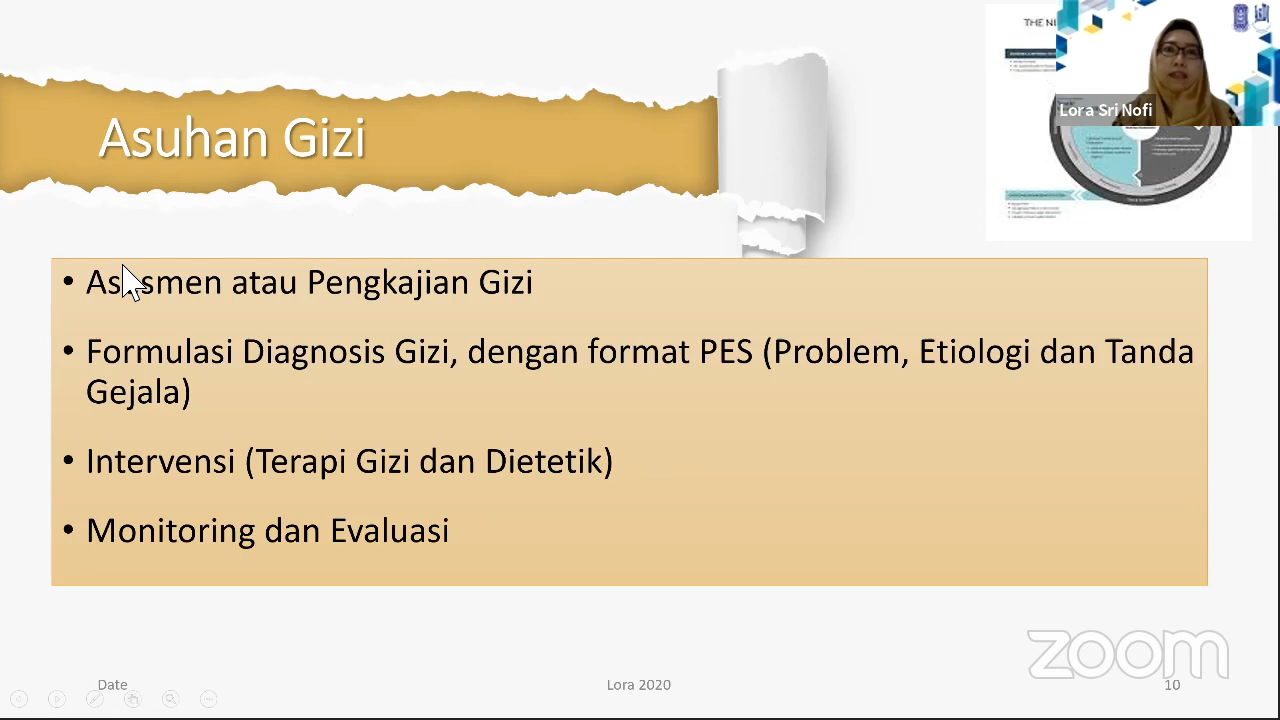 THE NI
Lora Sri Nofi
Asuhan Gizi
• Asesmen atau Pengkajian Gizi
• Formulasi Diagnosis Gizi, dengan format PES (Problem, Etiologi dan Tanda
Gejala)
• Intervensi (Terapi Gizi dan Dietetik)
• Monitoring dan Evaluasi
zoom
Date
Lora 2020
10